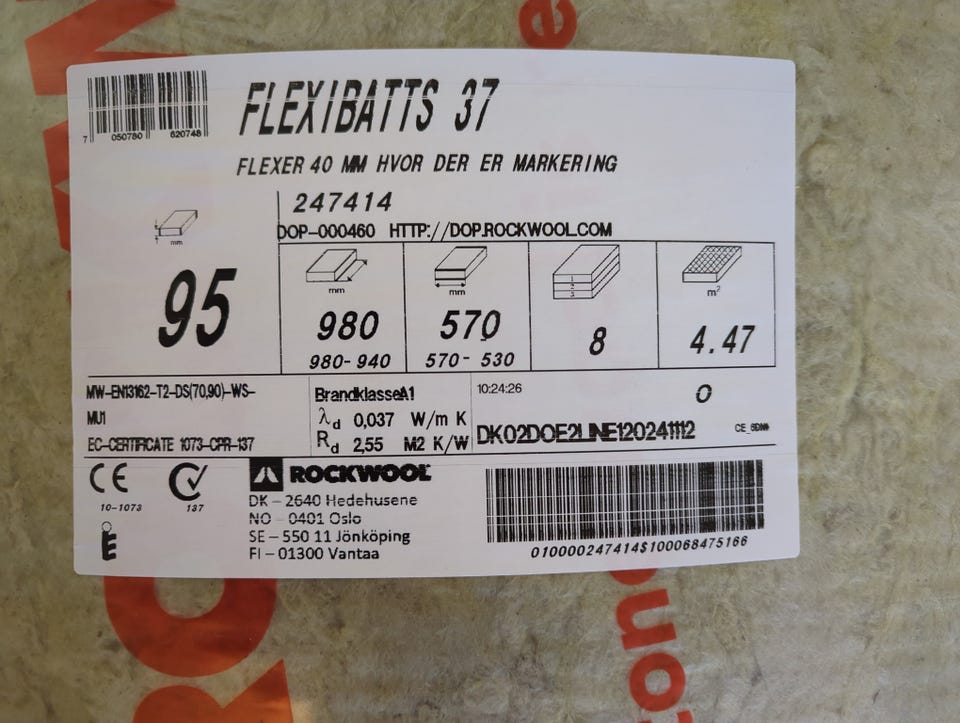 FLEXIBATTS 37
7 050780 620748
FLEXER 40 MM HVOR DER ER MARKERING
247414
DOP-000460 HTTP://DOP.ROCKWOOL.COM
mm
mm
mm
1
2
3
m²
95
980
980-940
570
570-530
8
4.47
MW-EN13162-T2-DS(70,90)-WS-
MU1
EC-CERTIFICATE 1073-CPR-137
BrandklasseA1
λd 0,037 W/m K
Rd 2,55 M2 K/W
10:24:26
O
DK02DOE2LINE120241112
CE
10-1073
137
E
ROCKWOOL
DK – 2640 Hedehusene
NO – 0401 Oslo
SE – 550 11 Jönköping
FI – 01300 Vantaa
010000247414$100068475166
con